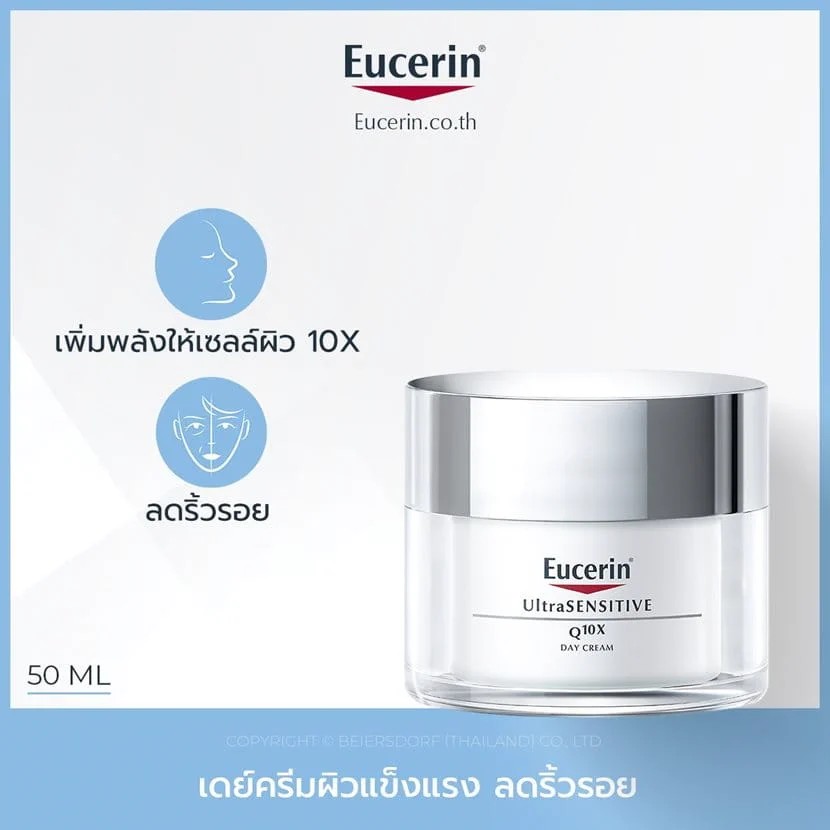 Eucerin®
Eucerin.co.th
เพิ่มพลังให้เซลล์ผิว 10X
ลดริ้วรอย
Eucerin®
UltraSENSITIVE
Q10X
DAY CREAM
50 ML
COPYRIGHT © BEIERSDORF (THAILAND) CO., LTD
เดย์ครีมผิวแข็งแรง ลดริ้วรอย